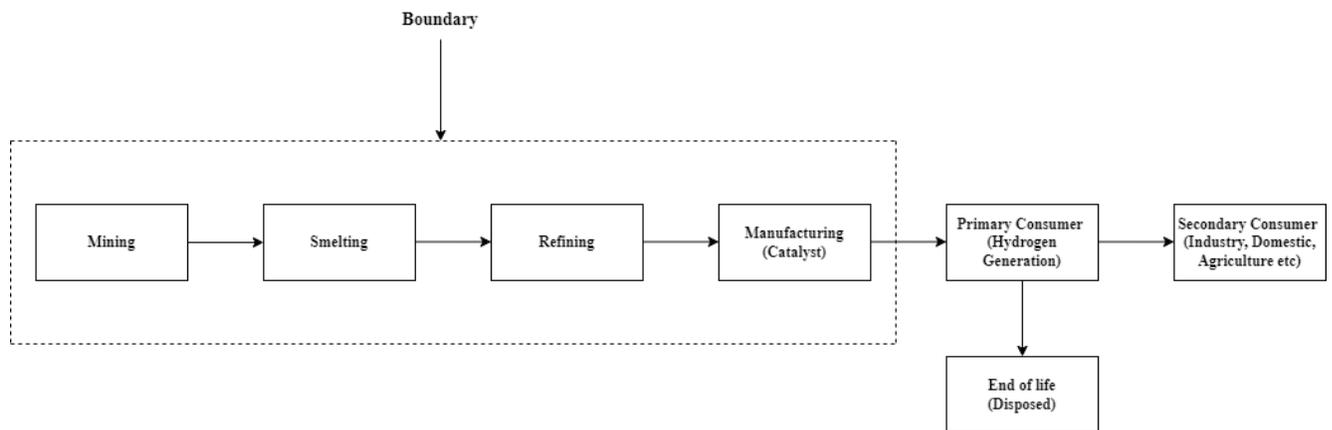 Boundary
Mining
Smelting
Refining
Manufacturing
(Catalyst)
Primary Consumer
(Hydrogen
Generation)
Secondary Consumer
(Industry, Domestic,
Agriculture etc)
End of life
(Disposed)